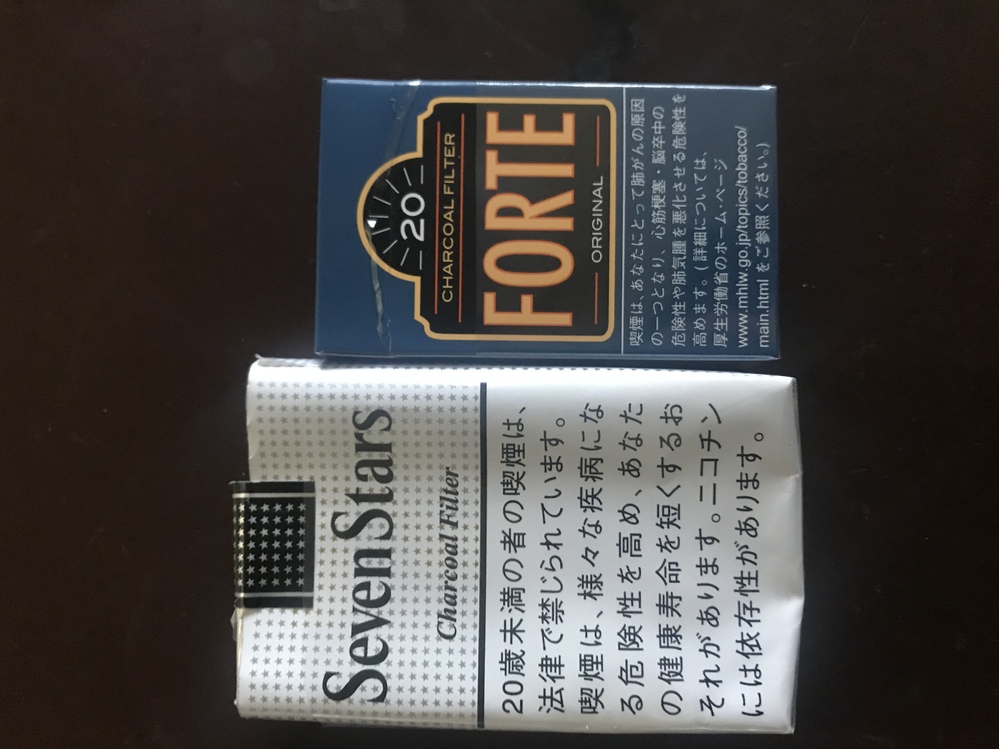 20
CHARCOAL FILTER
FORTE
ORIGINAL
喫煙は、あなたにとって肺がんの原因
の一つとなり、心筋梗塞・脳卒中の
危険性や肺気腫を悪化させる危険性を
高めます。(詳細については、
厚生労働省のホーム・ページ
www.mhlw.go.jp/topics/tobacco/
main.html をご参照ください。)
SevenStars
Charcoal Filter
20歳未満の者の喫煙は、
法律で禁じられています。
喫煙は、様々な疾病にな
る危険性を高め、あなた
の健康寿命を短くするお
それがあります。ニコチン
には依存性があります。